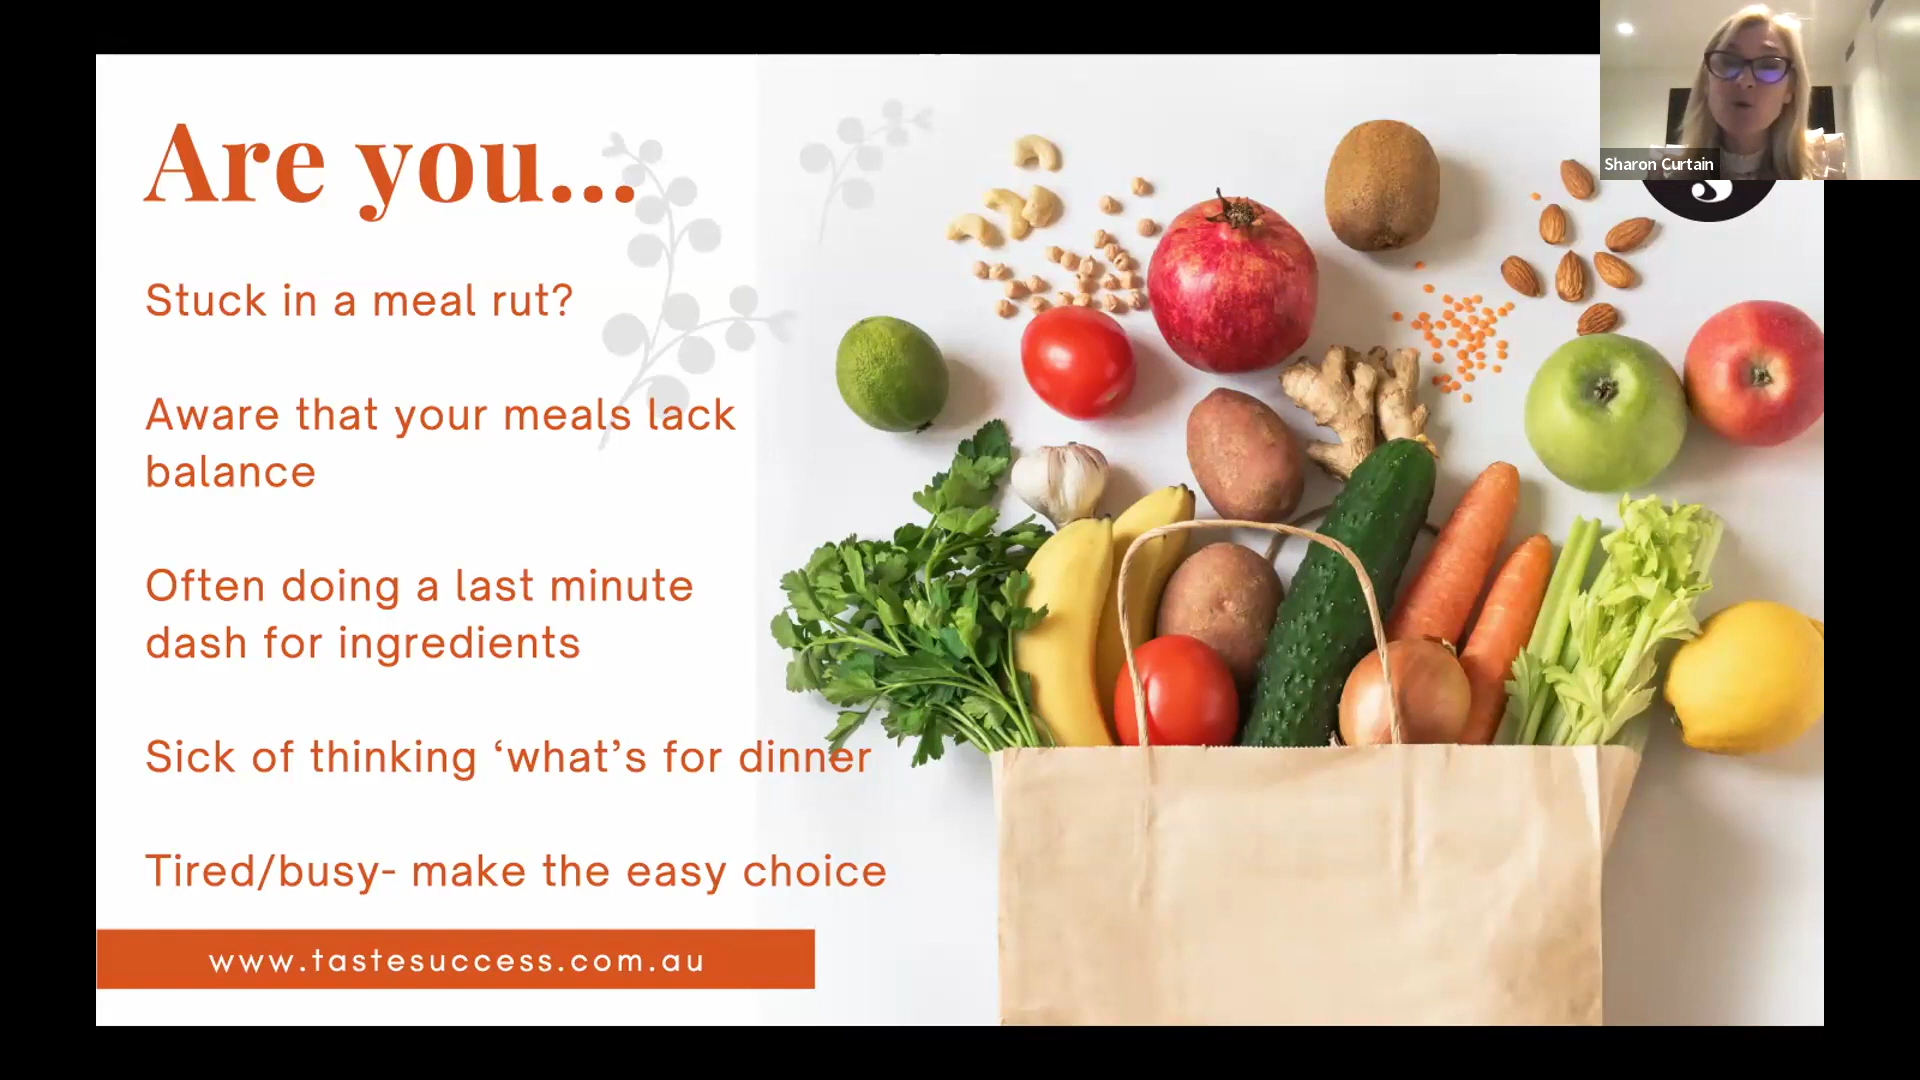 Sharon Curtain
Are you...
Stuck in a meal rut?
Aware that your meals lack
balance
Often doing a last minute
dash for ingredients
Sick of thinking ‘what’s for dinner
Tired/busy- make the easy choice
www.tastesuccess.com.au